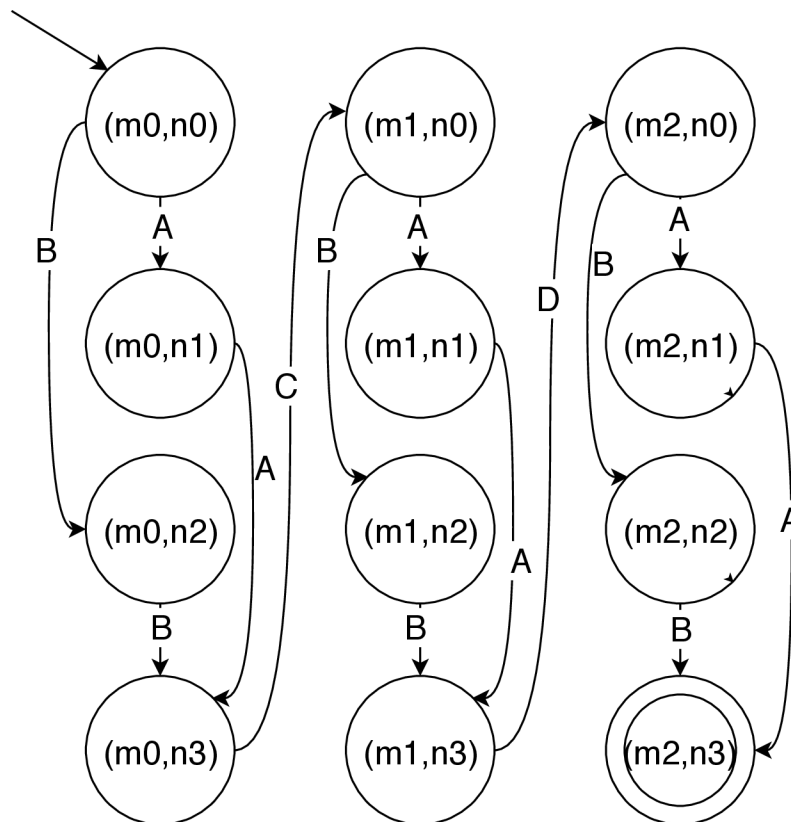 (m0,n0) (m1,n0) (m2,n0)
A A A
B B B
D
(m0,n1) (m1,n1) (m2,n1)
C
A
A
(m0,n2) (m1,n2) (m2,n2)
A
B B B
(m0,n3) (m1,n3) (m2,n3)